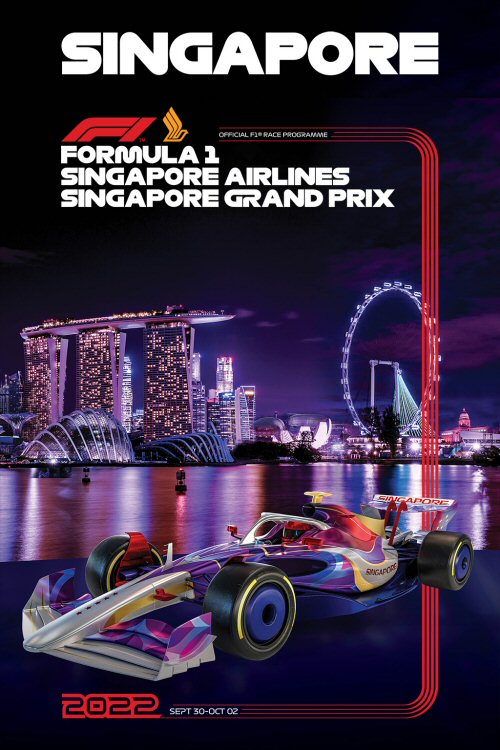 SINGAPORE
F1™
OFFICIAL F1® RACE PROGRAMME
FORMULA 1
SINGAPORE AIRLINES
SINGAPORE GRAND PRIX
SINGAPORE
SINGAPORE
2022
SEPT 30-OCT 02